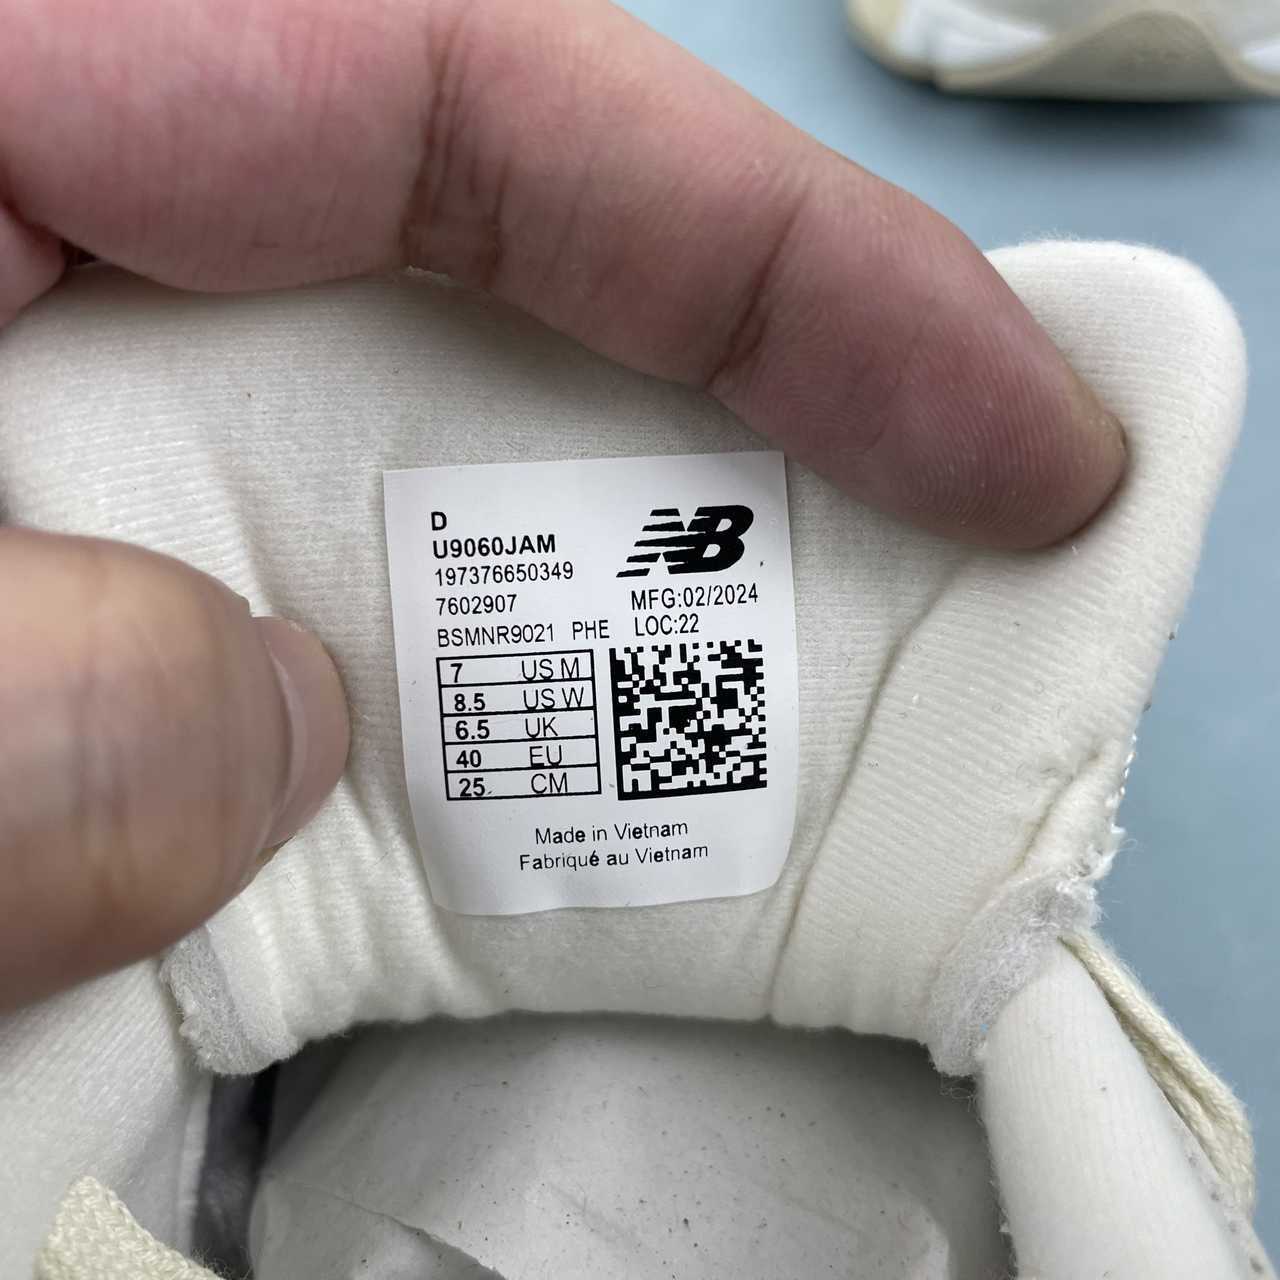 D
U9060JAM
197376650349
7602907
BSMNR9021 PHE
NB
MFG:02/2024
LOC:22
7 US M
8.5 US W
6.5 UK
40 EU
25 CM
Made in Vietnam
Fabriqué au Vietnam